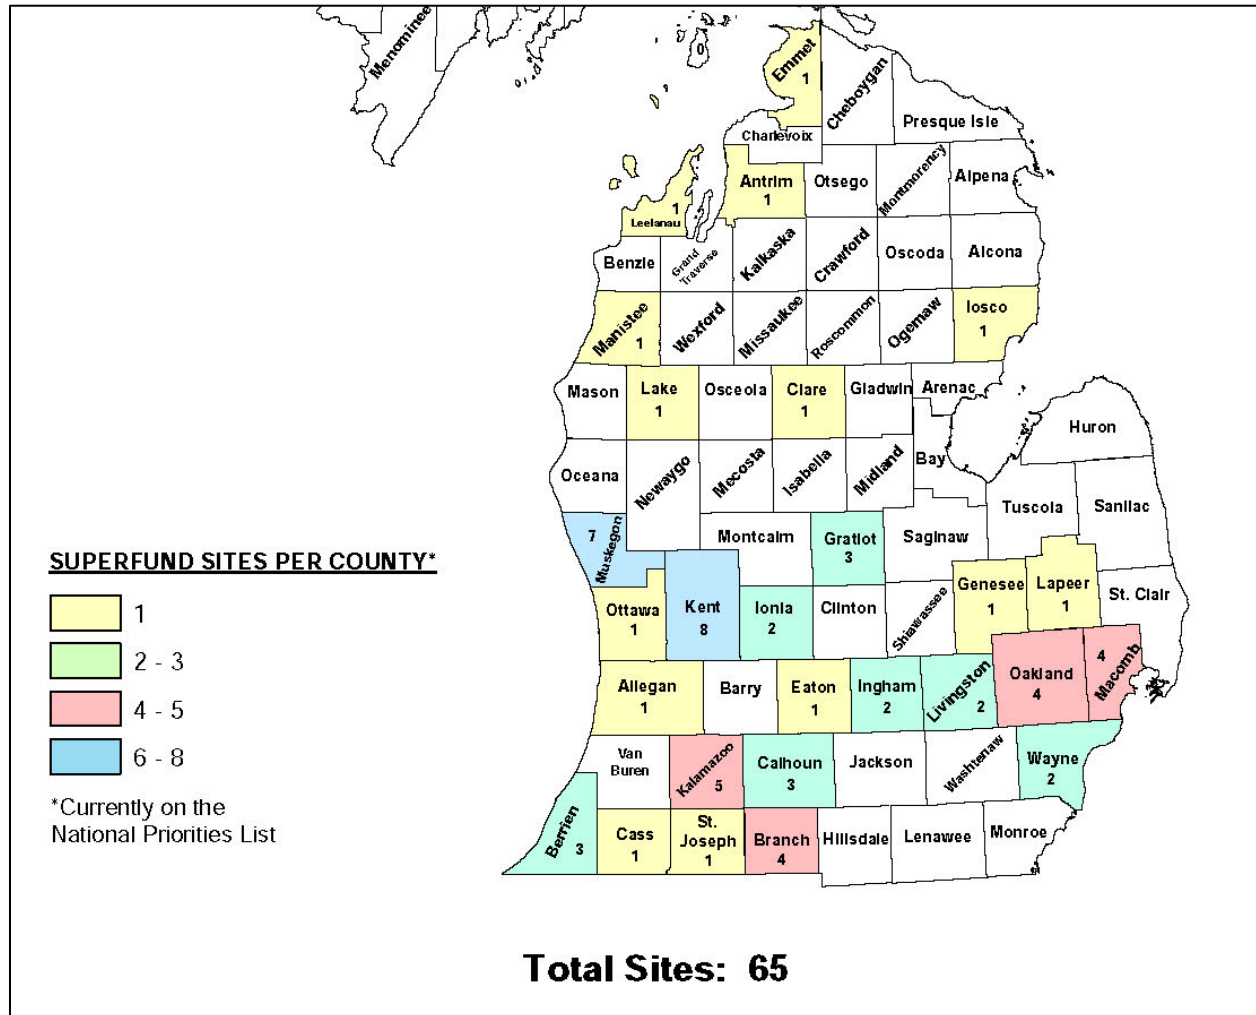 Menominee
0
Emmet
1
Cheboygan
Presque Isle
Charlevoix
Antrim
1
Otsego
Montmorency
Alpena
1
Leelanau
Benzie
Grand
Traverse
Kalkaska
Crawford
Oscoda
Alcona
Manistee
1
Wexford
Missaukee
Roscommon
Ogemaw
Iosco
1
Mason
Lake
1
Osceola
Clare
1
Gladwin
Arenac
Huron
Oceana
Newaygo
Mecosta
Isabella
Midland
Bay
Tuscola
Sanilac
7
Muskegon
Montcalm
Gratiot
3
Saginaw
SUPERFUND SITES PER COUNTY*
1
2 - 3
4 - 5
6 - 8
*Currently on the
National Priorities List
Ottawa
1
Kent
8
Ionia
2
Clinton
Shiawassee
Genesee
1
Lapeer
1
St. Clair
Allegan
1
Barry
Eaton
1
Ingham
2
Livingston
2
Oakland
4
4
Macomb
Van
Buren
Kalamazoo
5
Calhoun
3
Jackson
Washtenaw
Wayne
2
Berrien
3
Cass
1
St.
Joseph
1
Branch
4
Hillsdale
Lenawee
Monroe
Total Sites: 65